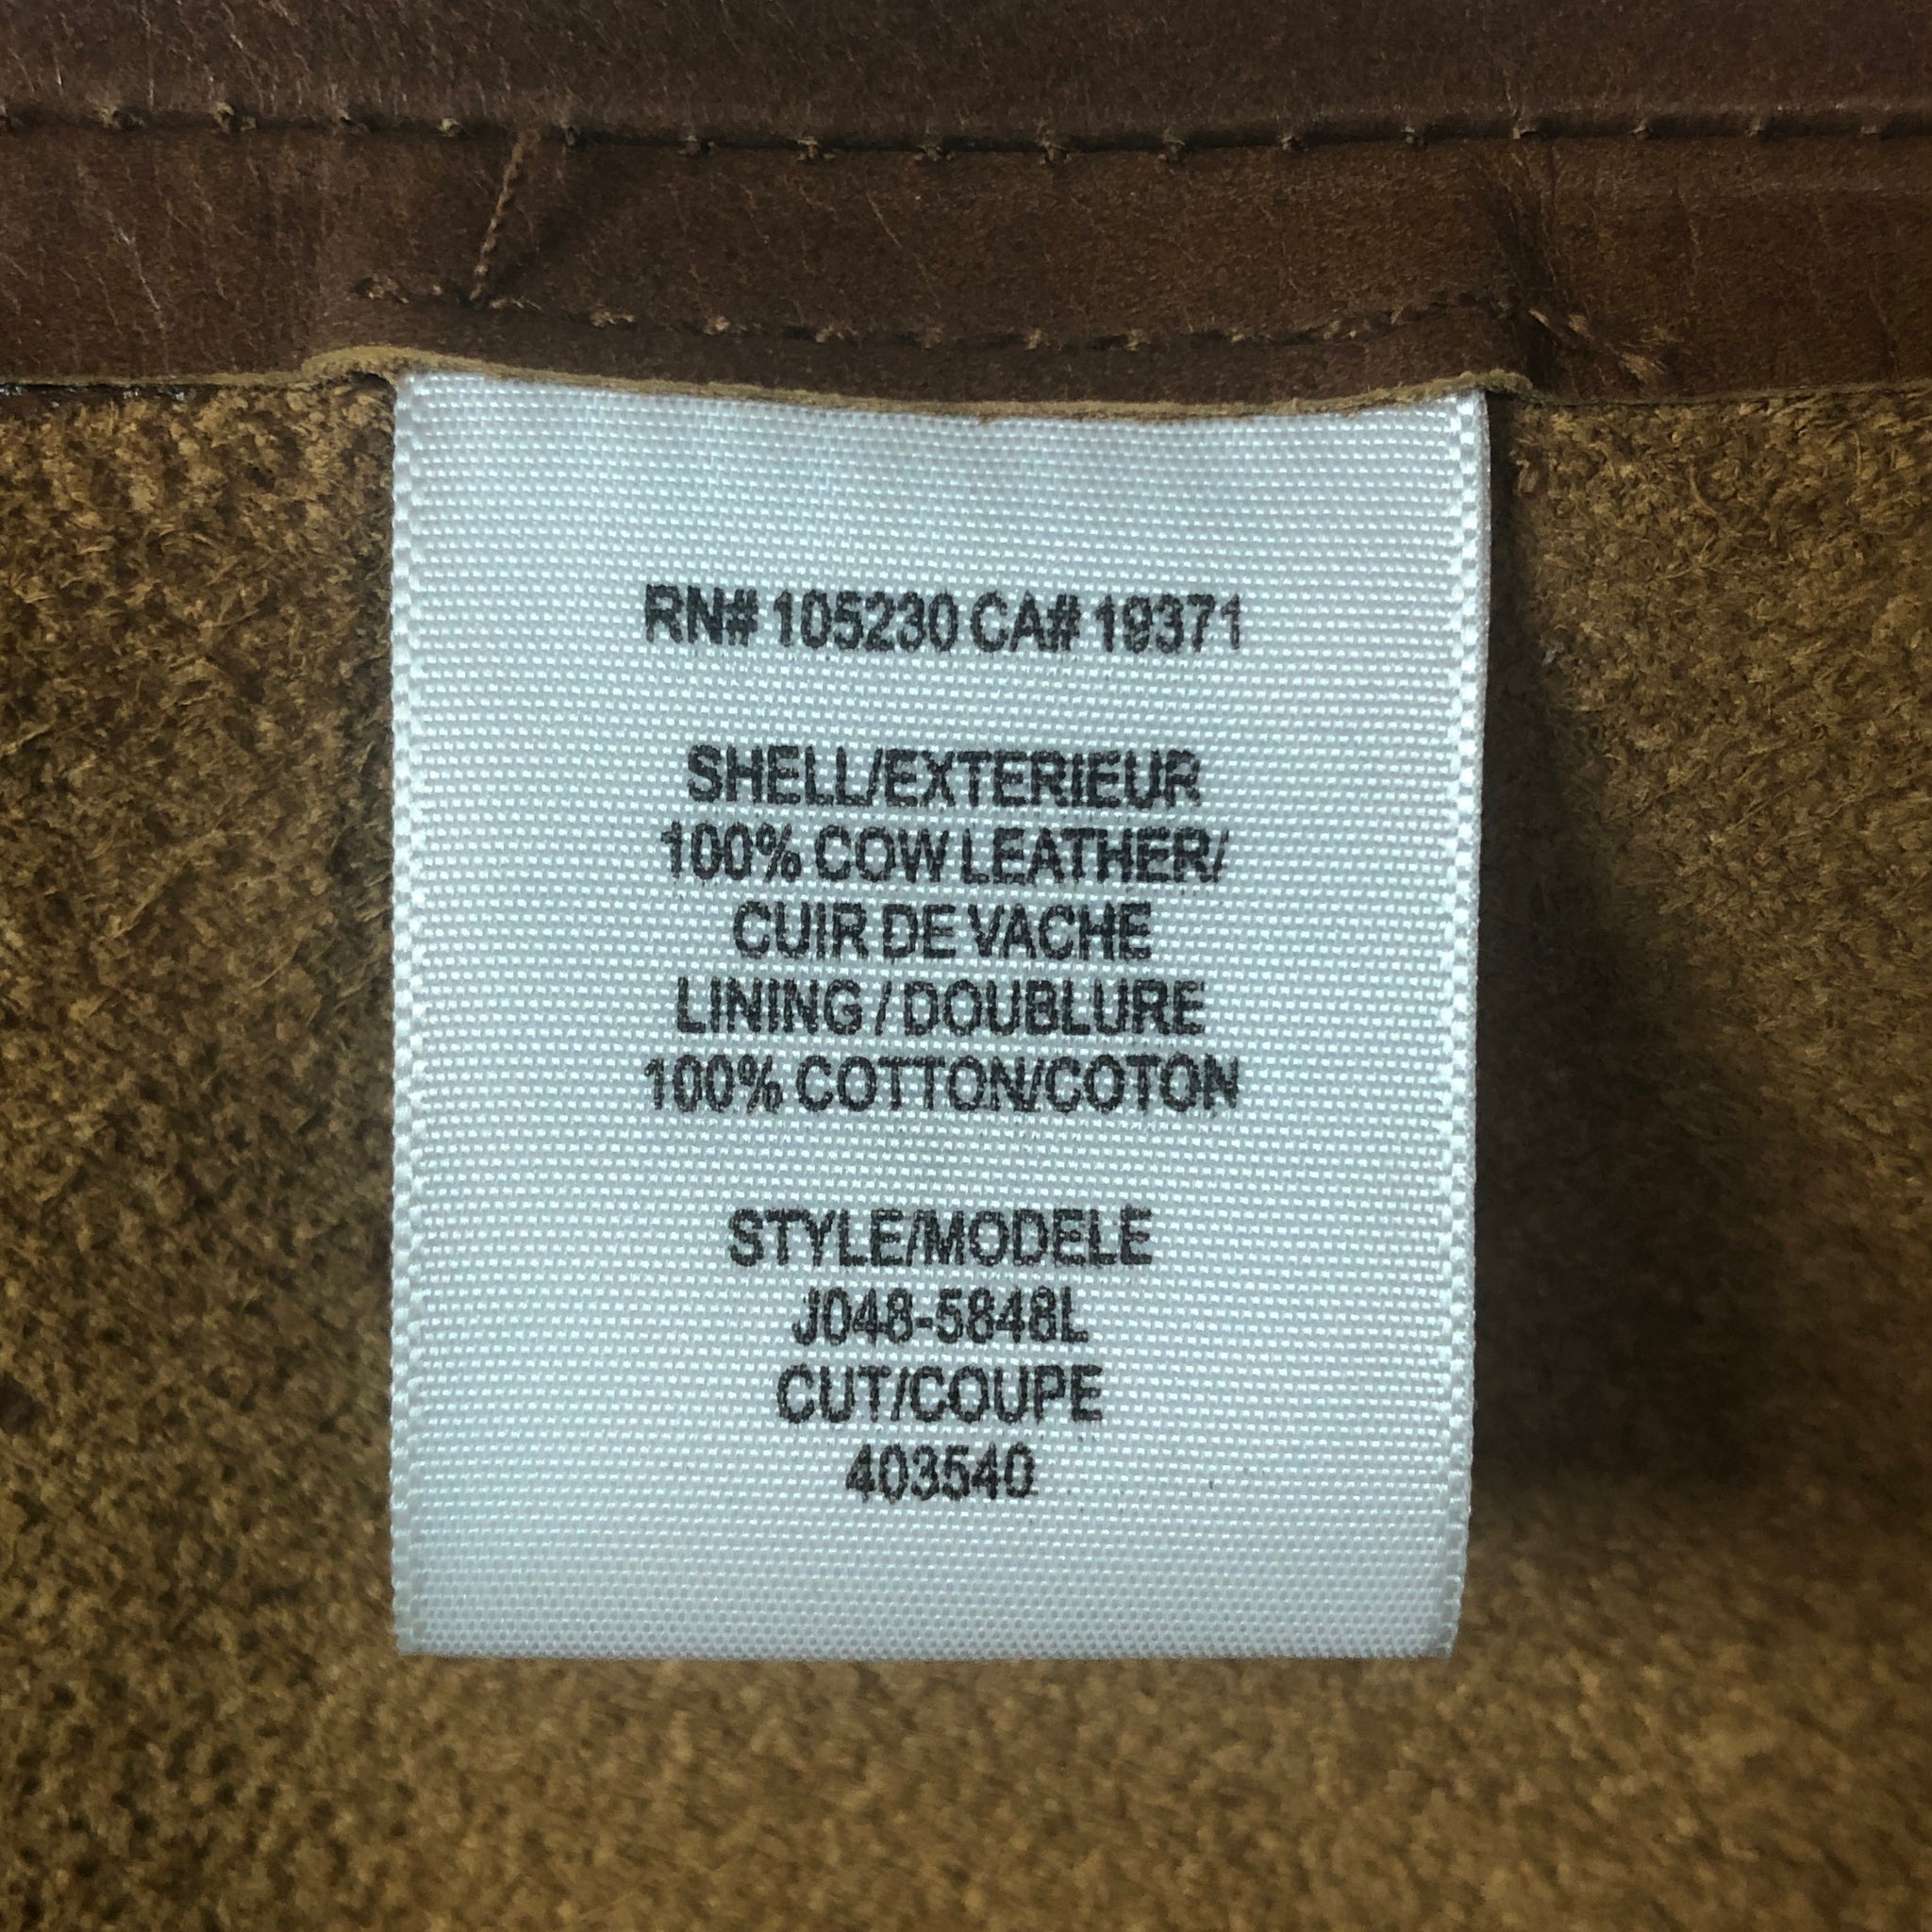 RN# 105230 CA# 19371
SHELL/EXTERIEUR
100% COW LEATHER/
CUIR DE VACHE
LINING / DOUBLURE
100% COTTON/COTON
STYLE/MODELE
J048-5848L
CUT/COUPE
403540